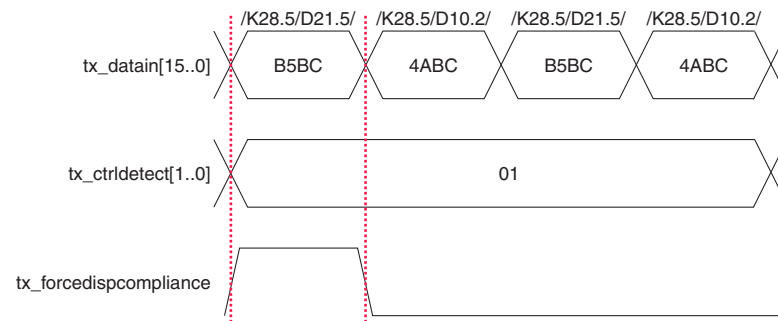 /K28.5/D21.5/ /K28.5/D10.2/ /K28.5/D21.5/ /K28.5/D10.2/
tx_datain[15..0] B5BC 4ABC B5BC 4ABC
tx_ctrldetect[1..0] 01
tx_forcedispcompliance